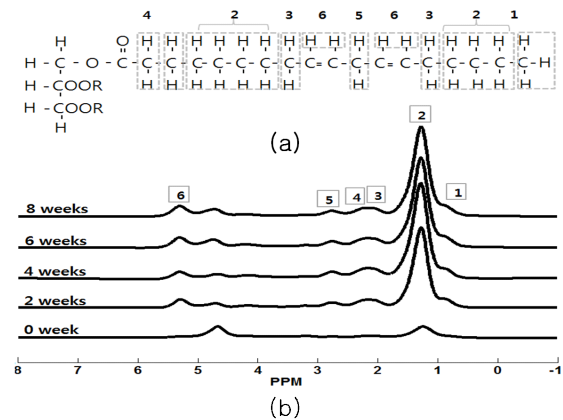 4 2 3 6 5 6 3 2 1
H O H H H H H H H H H H H H H H H H H
H - C - O - C - C - C - C - C - C - C - C - C = C - C - C = C - C - C - C - C - C - H
H - COOR H H H H H H H H H H H H H
H - COOR
H
(a)
2
6 5 4 3 1
8 weeks
6 weeks
4 weeks
2 weeks
0 week
8 7 6 5 4 3 2 1 0 -1
PPM
(b)